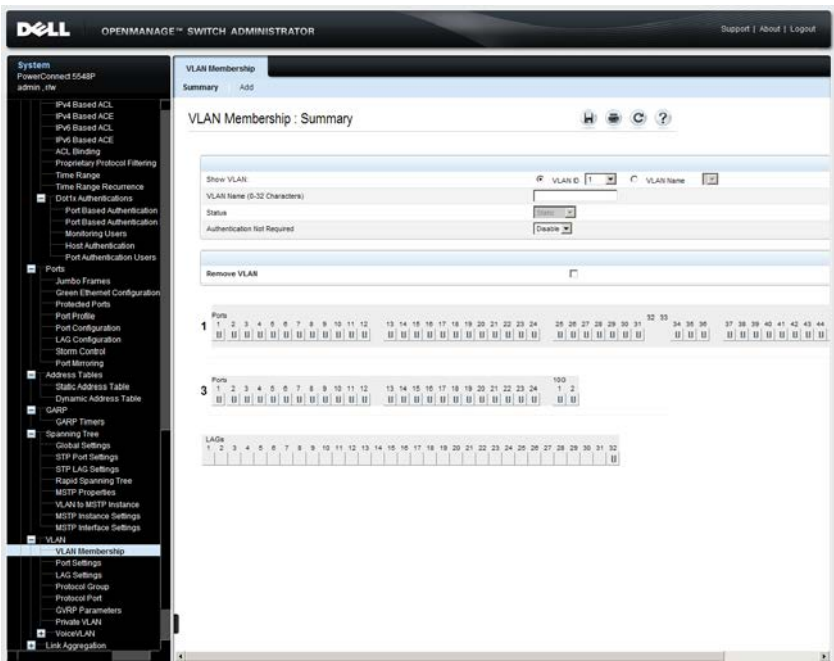 DELL OPENMANAGE™ SWITCH ADMINISTRATOR Support | About | Logout
System
PowerConnect 5548P
admin , r/w
IPv4 Based ACL
IPv4 Based ACE
IPv6 Based ACL
IPv6 Based ACE
ACL Binding
Proprietary Protocol Filtering
Time Range
Time Range Recurrence
Dot1x Authentications
Port Based Authentication
Port Based Authentication
Monitoring Users
Host Authentication
Port Authentication Users
Ports
Jumbo Frames
Green Ethernet Configuration
Protected Ports
Port Profile
Port Configuration
LAG Configuration
Storm Control
Port Mirroring
Address Tables
Static Address Table
Dynamic Address Table
GARP
GARP Timers
Spanning Tree
Global Settings
STP Port Settings
STP LAG Settings
Rapid Spanning Tree
MSTP Properties
VLAN to MSTP Instance
MSTP Instance Settings
MSTP Interface Settings
VLAN
VLAN Membership
Port Settings
LAG Settings
Protocol Group
Protocol Port
GVRP Parameters
Private VLAN
VoiceVLAN
Link Aggregation
VLAN Membership
Summary Add
VLAN Membership : Summary
Show VLAN: VLAN ID 1 VLAN Name
VLAN Name (0-32 Characters)
Status Static
Authentication Not Required Disable
Remove VLAN
Ports
32 33
1 1 2 3 4 5 6 7 8 9 10 11 12 13 14 15 16 17 18 19 20 21 22 23 24 25 26 27 28 29 30 31 34 35 36 37 38 39 40 41 42 43 44
U U U U U U U U U U U U U U U U U U U U U U U U U U U U U U U U U U U U U U U U U U
Ports 10G
3 1 2 3 4 5 6 7 8 9 10 11 12 13 14 15 16 17 18 19 20 21 22 23 24 1 2
U U U U U U U U U U U U U U U U U U U U U U U U U U
LAGs
1 2 3 4 5 6 7 8 9 10 11 12 13 14 15 16 17 18 19 20 21 22 23 24 25 26 27 28 29 30 31 32
U